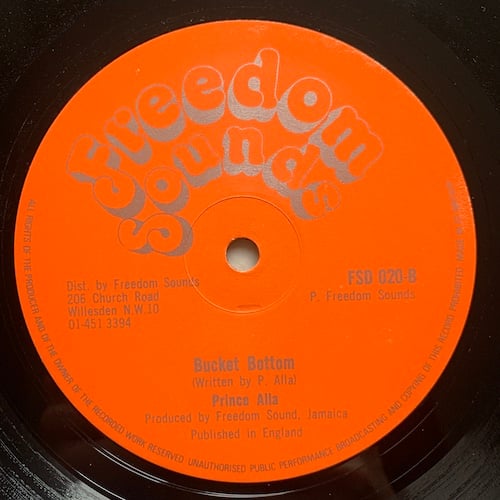 Freedom
Sounds
Dist. by Freedom Sounds
206 Church Road
Willesden N.W.10
01-451 3394
FSD 020-B
P. Freedom Sounds
Bucket Bottom
(Written by P. Alla)
Prince Alla
Produced by Freedom Sound, Jamaica
Published in England
ALL RIGHTS OF THE PRODUCER AND OF THE OWNER OF THE RECORDED WORK RESERVED UNAUTHORISED PUBLIC PERFORMANCE BROADCASTING AND COPYING OF THIS RECORD PROHIBITED